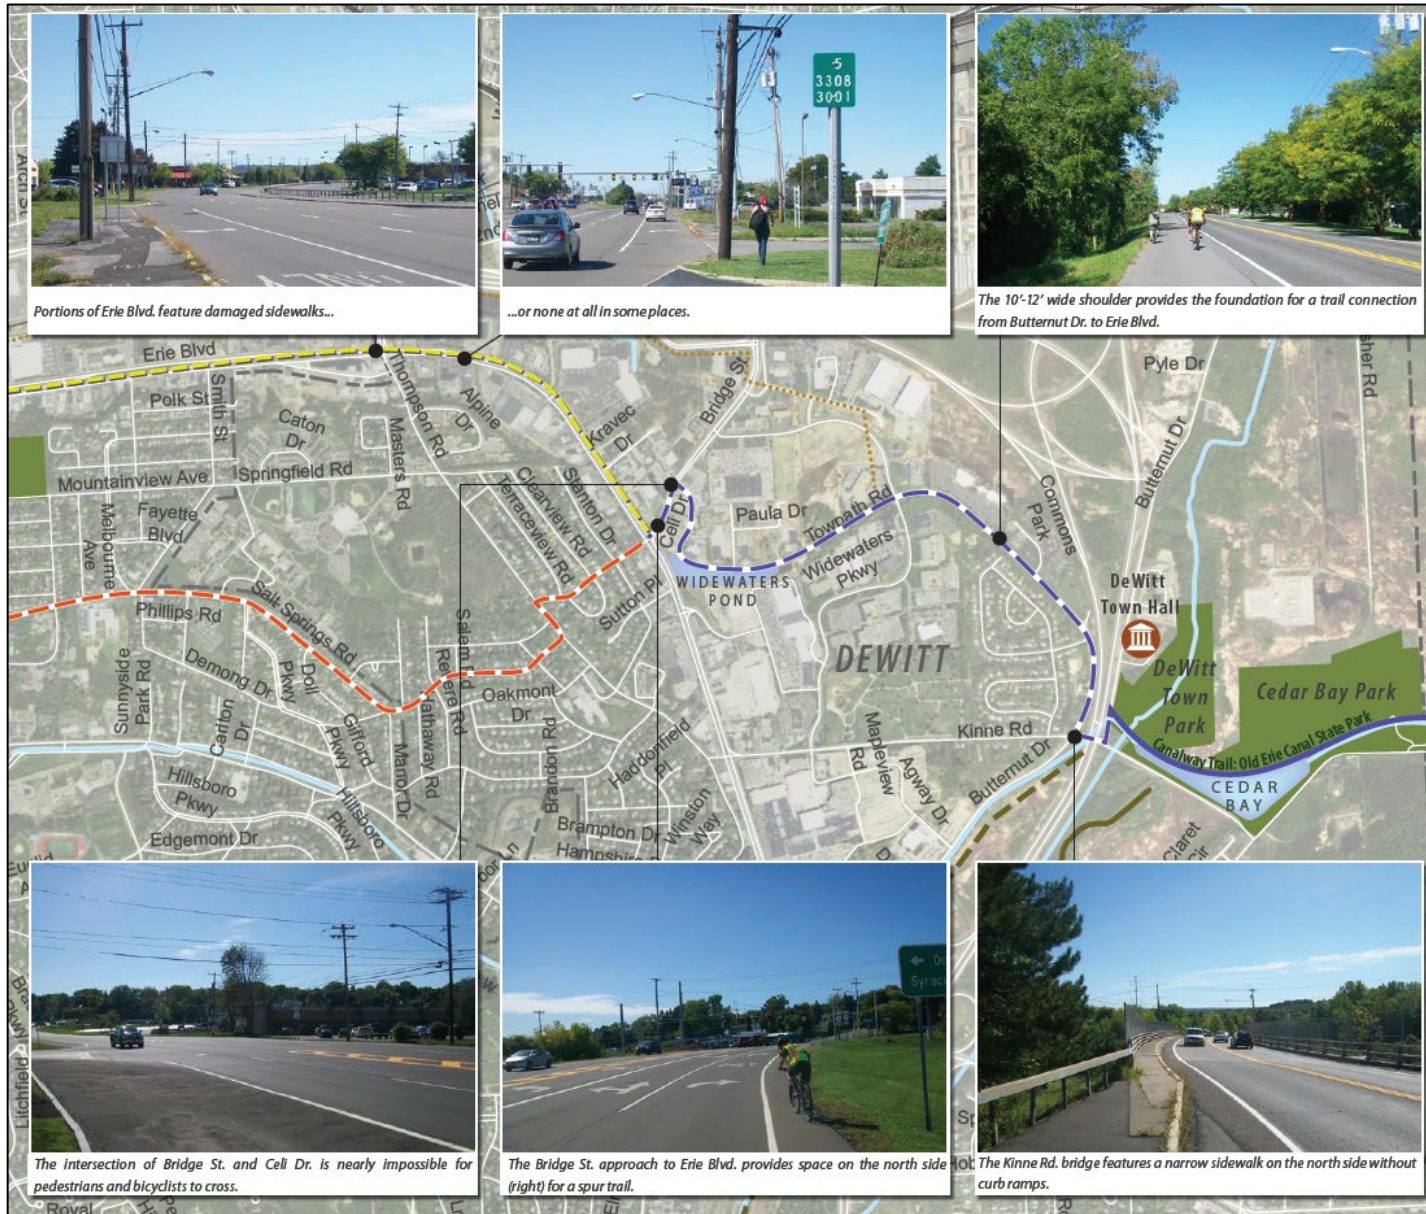 -5
3308
3001
Portions of Erie Blvd. feature damaged sidewalks...
...or none at all in some places.
The 10'-12' wide shoulder provides the foundation for a trail connection
from Butternut Dr. to Erie Blvd.
Erie Blvd
Polk St
Smith St
Caton
Dr
Thompson Rd
Masters Rd
Alpine
Dr
Kravec
Dr
Bridge St
Pyle Dr
sher Rd
Butternut Dr
Mountainview Ave
Springfield Rd
Melbourne
Ave
Fayette
Blvd
Clearview Rd
Stanton Dr
Terraceview Rd
Celi Dr
Paula Dr
Towpath Rd
Widewaters
Pkwy
Commons
Park
WIDEWATERS
POND
Sutton Pl
Phillips Rd
Salt Springs Rd
DEWITT
DeWitt
Town Hall
DeWitt
Town
Park
Cedar Bay Park
Canalway Trail: Old Erie Canal State Park
CEDAR
BAY
Sunnyside
Park Rd
Demong Dr
Doll
Pkwy
Carlton
Dr
Gifford
Pkwy
Salem Rd
Revere Rd
Hathaway Rd
Manor Dr
Oakmont
Dr
Brandon Rd
Haddonfield
Pl
Kinne Rd
Butternut Dr
Mapleview
Rd
Agway Dr
Hillsboro
Pkwy
Hillsboro
Pkwy
Edgemont Dr
Brampton Dr
Winston
Way
Claret
Cir
Litchfield
ONLY
The intersection of Bridge St. and Celi Dr. is nearly impossible for
pedestrians and bicyclists to cross.
The Bridge St. approach to Erie Blvd. provides space on the north side
(right) for a spur trail.
The Kinne Rd. bridge features a narrow sidewalk on the north side without
curb ramps.
Royal